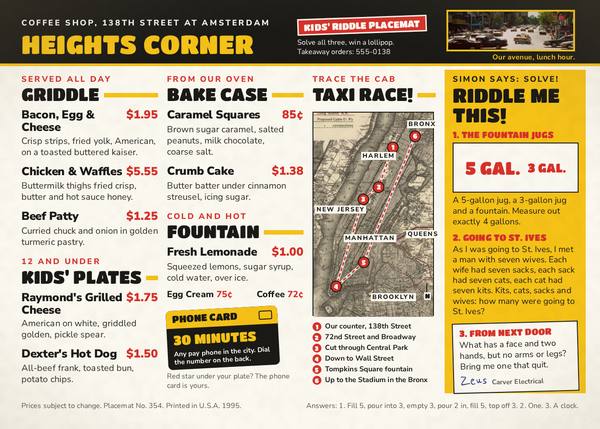 COFFEE SHOP, 138TH STREET AT AMSTERDAM
HEIGHTS CORNER
KIDS' RIDDLE PLACEMAT
Solve all three, win a lollipop.
Takeaway orders: 555-0138
Our avenue, lunch hour.
SERVED ALL DAY
GRIDDLE
Bacon, Egg & $1.95
Cheese
Crisp strips, fried yolk, American,
on a toasted buttered kaiser.
Chicken & Waffles $5.55
Buttermilk thighs fried crisp,
butter and hot sauce honey.
Beef Patty $1.25
Curried chuck and onion in golden
turmeric pastry.
12 AND UNDER
KIDS' PLATES
Raymond's Grilled $1.75
Cheese
American on white, griddled
golden, pickle spear.
Dexter's Hot Dog $1.50
All-beef frank, toasted bun,
potato chips.
FROM OUR OVEN
BAKE CASE
Caramel Squares 85¢
Brown sugar caramel, salted
peanuts, milk chocolate,
coarse salt.
Crumb Cake $1.38
Butter batter under cinnamon
streusel, icing sugar.
COLD AND HOT
FOUNTAIN
Fresh Lemonade $1.00
Squeezed lemons, sugar syrup,
cold water, over ice.
Egg Cream 75¢ Coffee 72¢
PHONE CARD
30 MINUTES
Any pay phone in the city. Dial
the number on the back.
Red star under your plate? The phone
card is yours.
TRACE THE CAB
TAXI RACE!
BRONX
6
1
HARLEM
3
2
NEW JERSEY
QUEENS
MANHATTAN
5
4
BROOKLYN
1 Our counter, 138th Street
2 72nd Street and Broadway
3 Cut through Central Park
4 Down to Wall Street
5 Tompkins Square fountain
6 Up to the Stadium in the Bronx
SIMON SAYS: SOLVE!
RIDDLE ME
THIS!
1. THE FOUNTAIN JUGS
5 GAL. 3 GAL.
A 5-gallon jug, a 3-gallon jug
and a fountain. Measure out
exactly 4 gallons.
2. GOING TO ST. IVES
As I was going to St. Ives, I met
a man with seven wives. Each
wife had seven sacks, each sack
had seven cats, each cat had
seven kits. Kits, cats, sacks and
wives: how many were going to
St. Ives?
3. FROM NEXT DOOR
What has a face and two
hands, but no arms or legs?
Bring me one that quit.
Zeus Carver Electrical
Prices subject to change. Placemat No. 354. Printed in U.S.A. 1995.
Answers: 1. Fill 5, pour into 3, empty 3, pour 2 in, fill 5, top off 3. 2. One. 3. A clock.